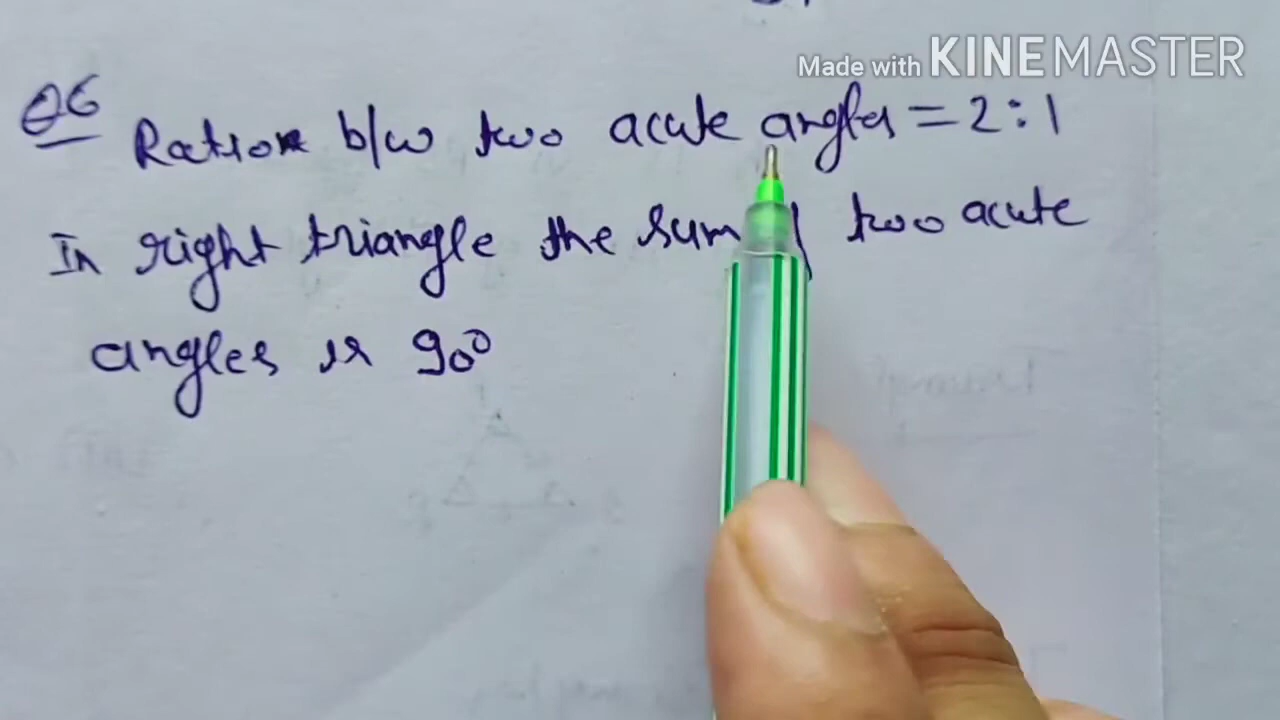 Made with KINEMASTER
Q6 Ration b/w two acute angles = 2:1
In right triangle the sum two acute
angles is 90°